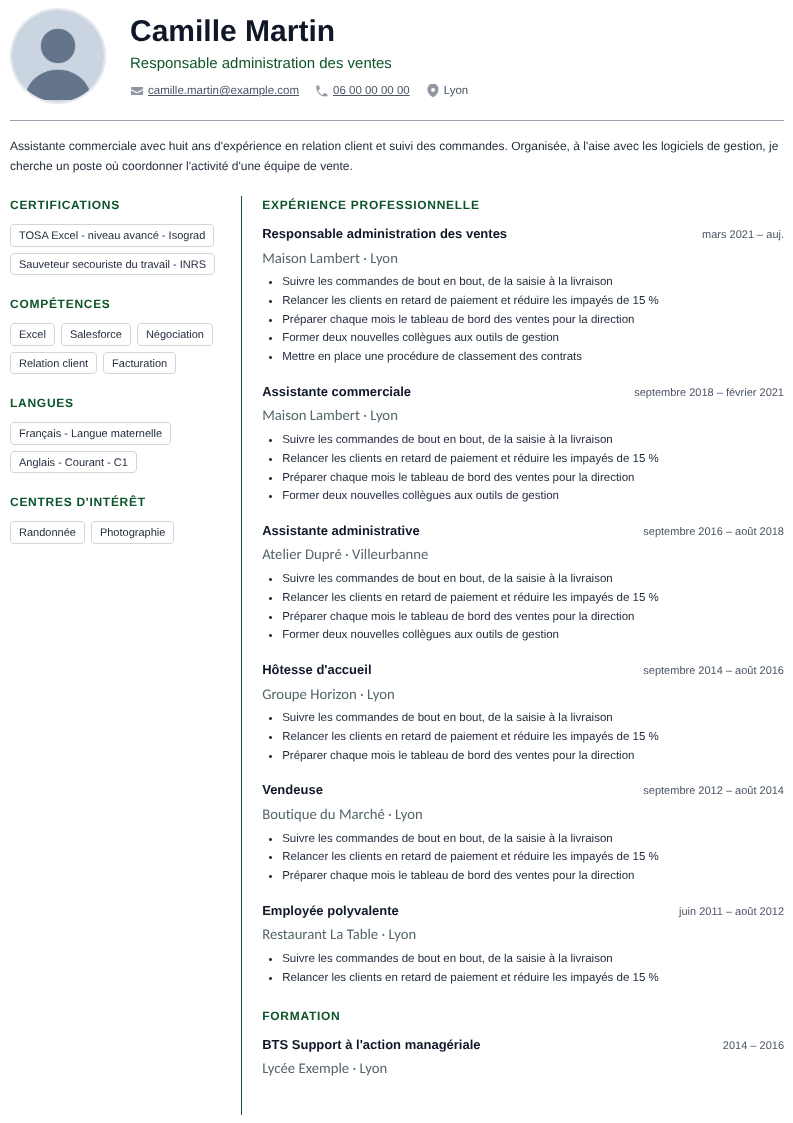 Camille Martin
Responsable administration des ventes
camille.martin@example.com 06 00 00 00 00 Lyon
Assistante commerciale avec huit ans d'expérience en relation client et suivi des commandes. Organisée, à l'aise avec les logiciels de gestion, je
cherche un poste où coordonner l'activité d'une équipe de vente.
CERTIFICATIONS
TOSA Excel - niveau avancé - Isograd
Sauveteur secouriste du travail - INRS
COMPÉTENCES
Excel Salesforce Négociation
Relation client Facturation
LANGUES
Français - Langue maternelle
Anglais - Courant - C1
CENTRES D'INTÉRÊT
Randonnée Photographie
EXPÉRIENCE PROFESSIONNELLE
Responsable administration des ventes mars 2021 – auj.
Maison Lambert · Lyon
• Suivre les commandes de bout en bout, de la saisie à la livraison
• Relancer les clients en retard de paiement et réduire les impayés de 15 %
• Préparer chaque mois le tableau de bord des ventes pour la direction
• Former deux nouvelles collègues aux outils de gestion
• Mettre en place une procédure de classement des contrats
Assistante commerciale septembre 2018 – février 2021
Maison Lambert · Lyon
• Suivre les commandes de bout en bout, de la saisie à la livraison
• Relancer les clients en retard de paiement et réduire les impayés de 15 %
• Préparer chaque mois le tableau de bord des ventes pour la direction
• Former deux nouvelles collègues aux outils de gestion
Assistante administrative septembre 2016 – août 2018
Atelier Dupré · Villeurbanne
• Suivre les commandes de bout en bout, de la saisie à la livraison
• Relancer les clients en retard de paiement et réduire les impayés de 15 %
• Préparer chaque mois le tableau de bord des ventes pour la direction
• Former deux nouvelles collègues aux outils de gestion
Hôtesse d'accueil septembre 2014 – août 2016
Groupe Horizon · Lyon
• Suivre les commandes de bout en bout, de la saisie à la livraison
• Relancer les clients en retard de paiement et réduire les impayés de 15 %
• Préparer chaque mois le tableau de bord des ventes pour la direction
Vendeuse septembre 2012 – août 2014
Boutique du Marché · Lyon
• Suivre les commandes de bout en bout, de la saisie à la livraison
• Relancer les clients en retard de paiement et réduire les impayés de 15 %
• Préparer chaque mois le tableau de bord des ventes pour la direction
Employée polyvalente juin 2011 – août 2012
Restaurant La Table · Lyon
• Suivre les commandes de bout en bout, de la saisie à la livraison
• Relancer les clients en retard de paiement et réduire les impayés de 15 %
FORMATION
BTS Support à l'action managériale 2014 – 2016
Lycée Exemple · Lyon